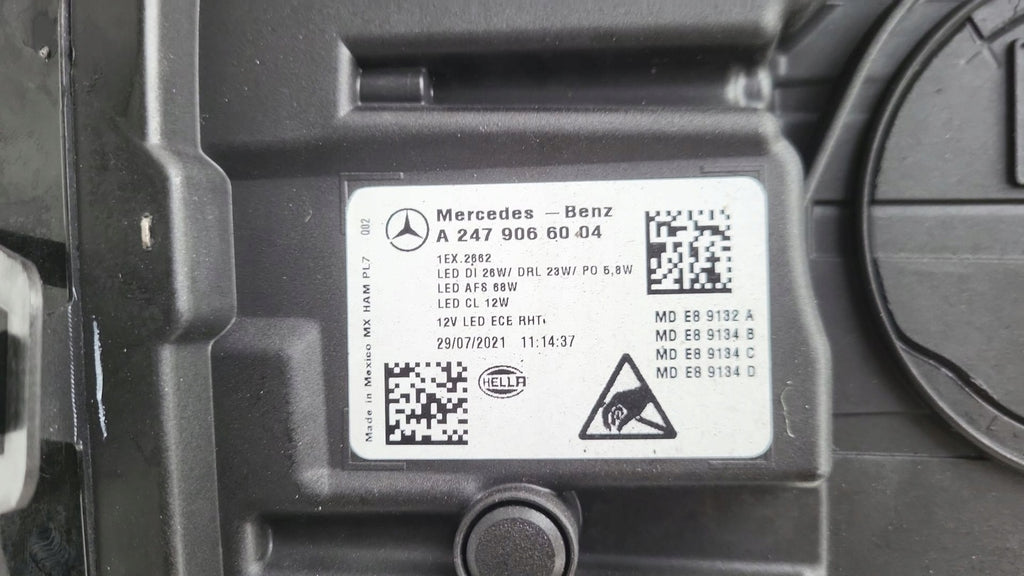 Mercedes – Benz
A 247 906 60 04
1EX.2662
LED DI 26W/ DRL 23W/ PO 5,8W
LED AFS 68W
LED CL 12W
12V LED ECE RHT
29/07/2021 11:14:37
HELLA
MD E8 9132 A
MD E8 9134 B
MD E8 9134 C
MD E8 9134 D
Made in Mexico MX HAM PL7 002